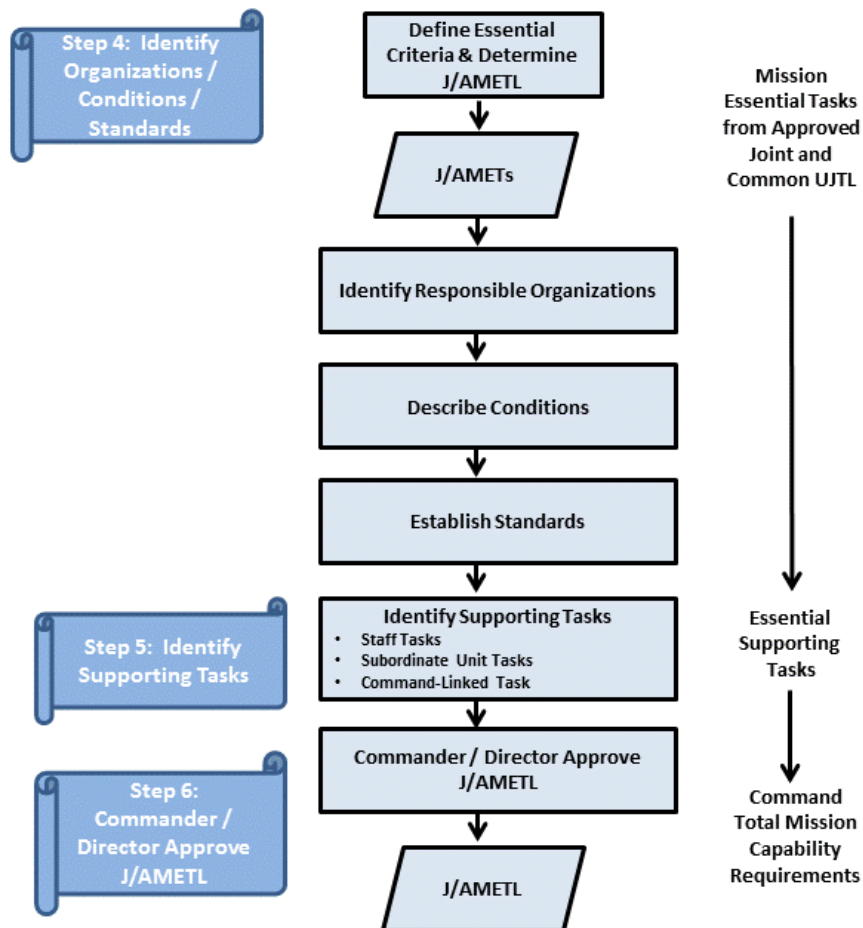 Step 4:  Identify
Organizations /
Conditions /
Standards
Define Essential
Criteria & Determine
J/AMETL
Mission
Essential Tasks
from Approved
Joint and
Common UJTL
J/AMETs
Identify Responsible Organizations
Describe Conditions
Establish Standards
Step 5:  Identify
Supporting Tasks
Identify Supporting Tasks
• Staff Tasks
• Subordinate Unit Tasks
• Command-Linked Task
Essential
Supporting
Tasks
Step 6:
Commander /
Director Approve
J/AMETL
Commander / Director Approve
J/AMETL
Command
Total Mission
Capability
Requirements
J/AMETL